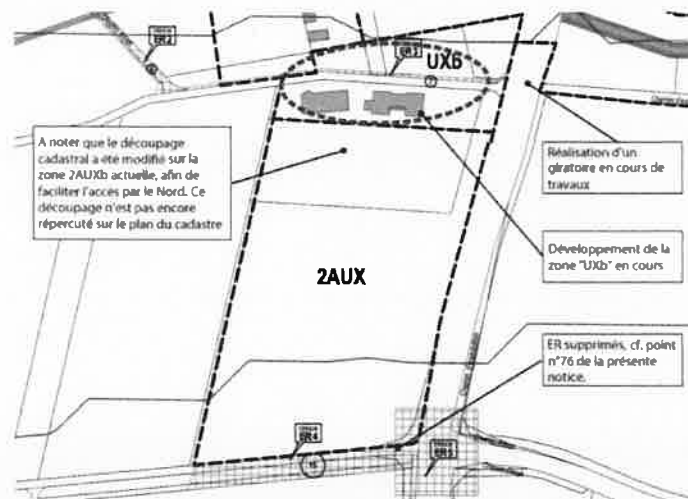 ER2
ER3
UX6
7
A noter que le découpage
cadastral a été modifié sur la
zone 2AUXb actuelle, afin de
faciliter l'accès par le Nord. Ce
découpage n'est pas encore
répercuté sur le plan du cadastre
Réalisation d'un
giratoire en cours de
travaux
Développement de la
zone "UXb" en cours
2AUX
ER supprimés, cf. point
n°76 de la présente
notice.
ER4
ER5